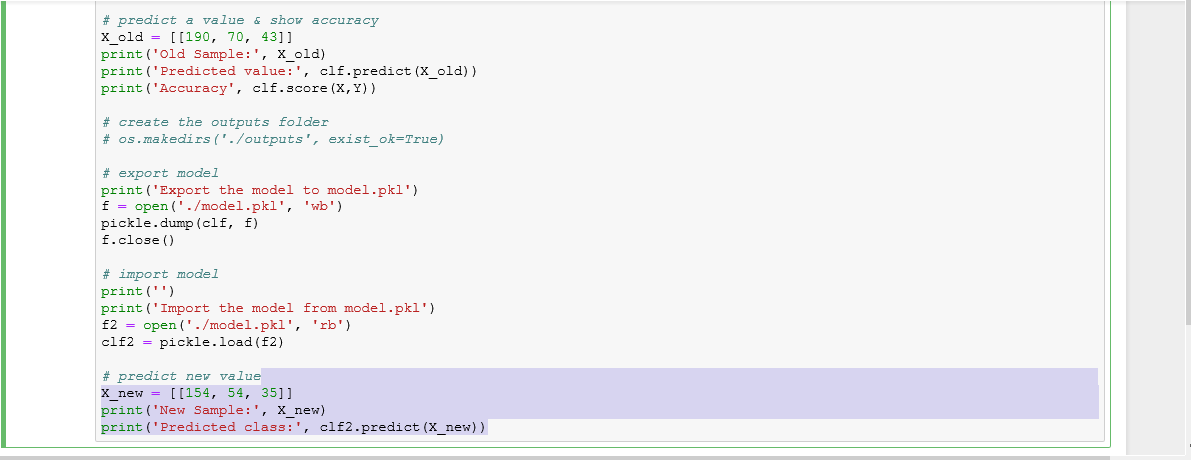 # predict a value & show accuracy
X_old = [[190, 70, 43]]
print('Old Sample:', X_old)
print('Predicted value:', clf.predict(X_old))
print('Accuracy', clf.score(X,Y))
# create the outputs folder
# os.makedirs('./outputs', exist_ok=True)
# export model
print('Export the model to model.pkl')
f = open('./model.pkl', 'wb')
pickle.dump(clf, f)
f.close()
# import model
print('')
print('Import the model from model.pkl')
f2 = open('./model.pkl', 'rb')
clf2 = pickle.load(f2)
# predict new value
X_new = [[154, 54, 35]]
print('New Sample:', X_new)
print('Predicted class:', clf2.predict(X_new))